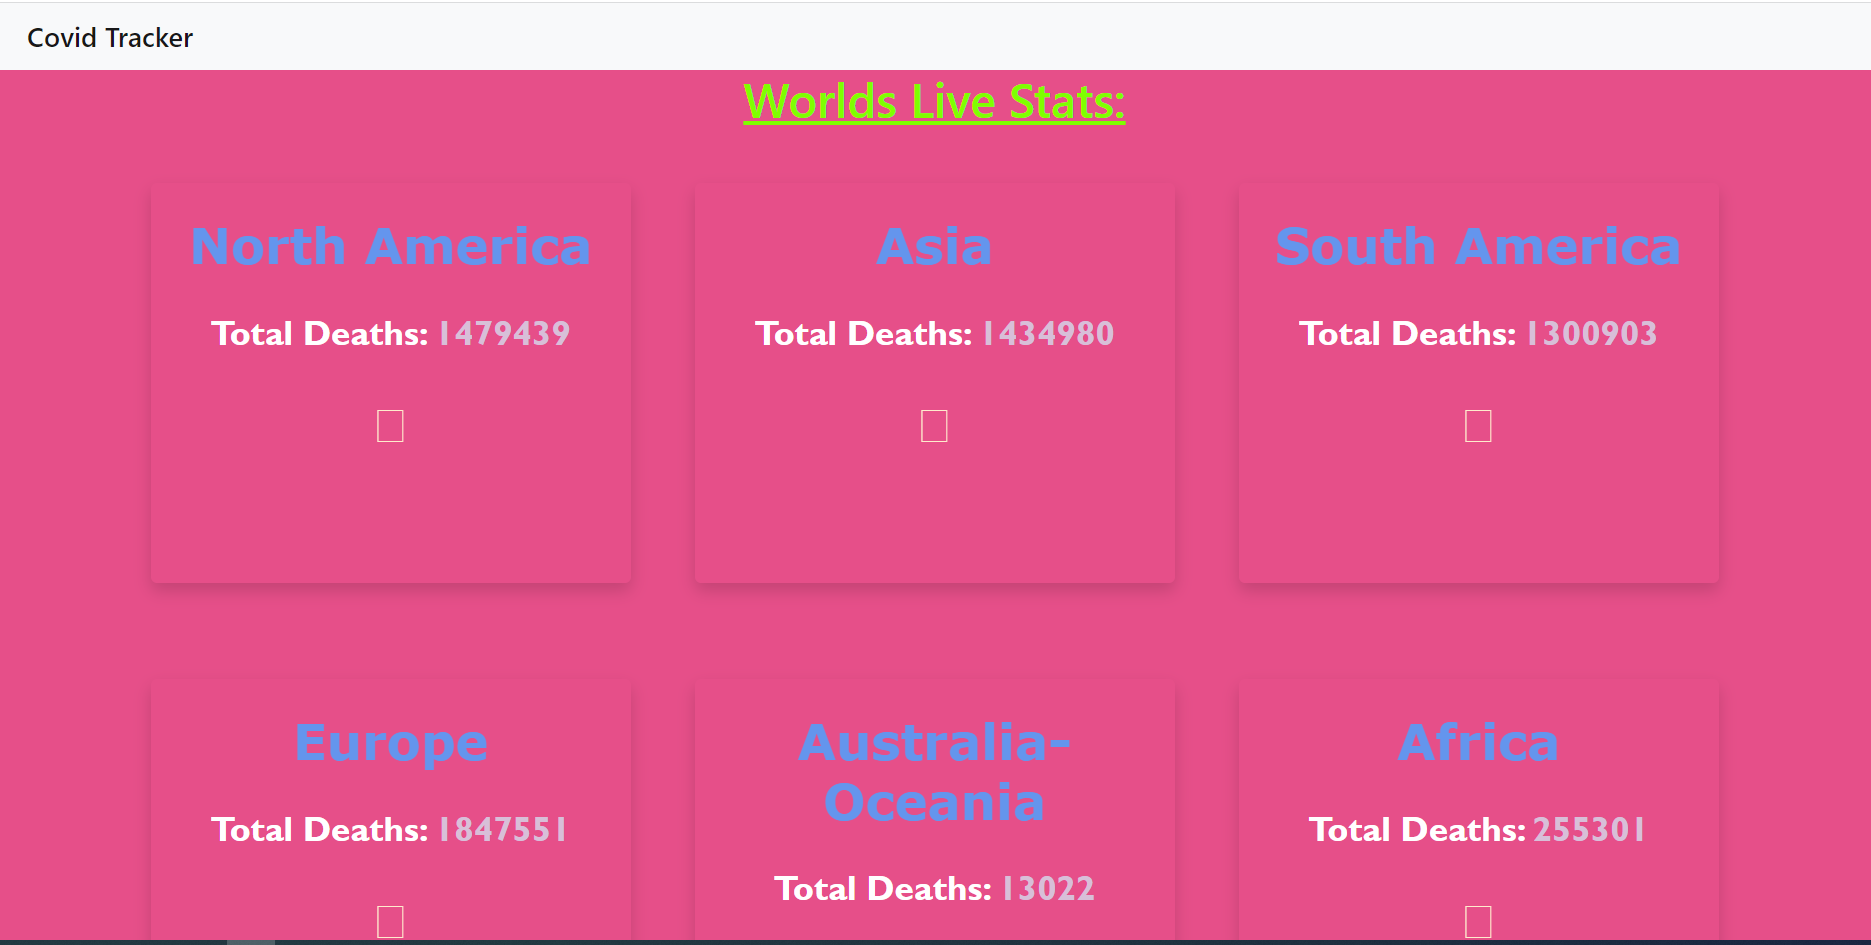 Covid Tracker
Worlds Live Stats:
North America
Total Deaths: 1479439
Asia
Total Deaths: 1434980
South America
Total Deaths: 1300903
Europe
Total Deaths: 1847551
Australia-
Oceania
Total Deaths: 13022
Africa
Total Deaths: 255301